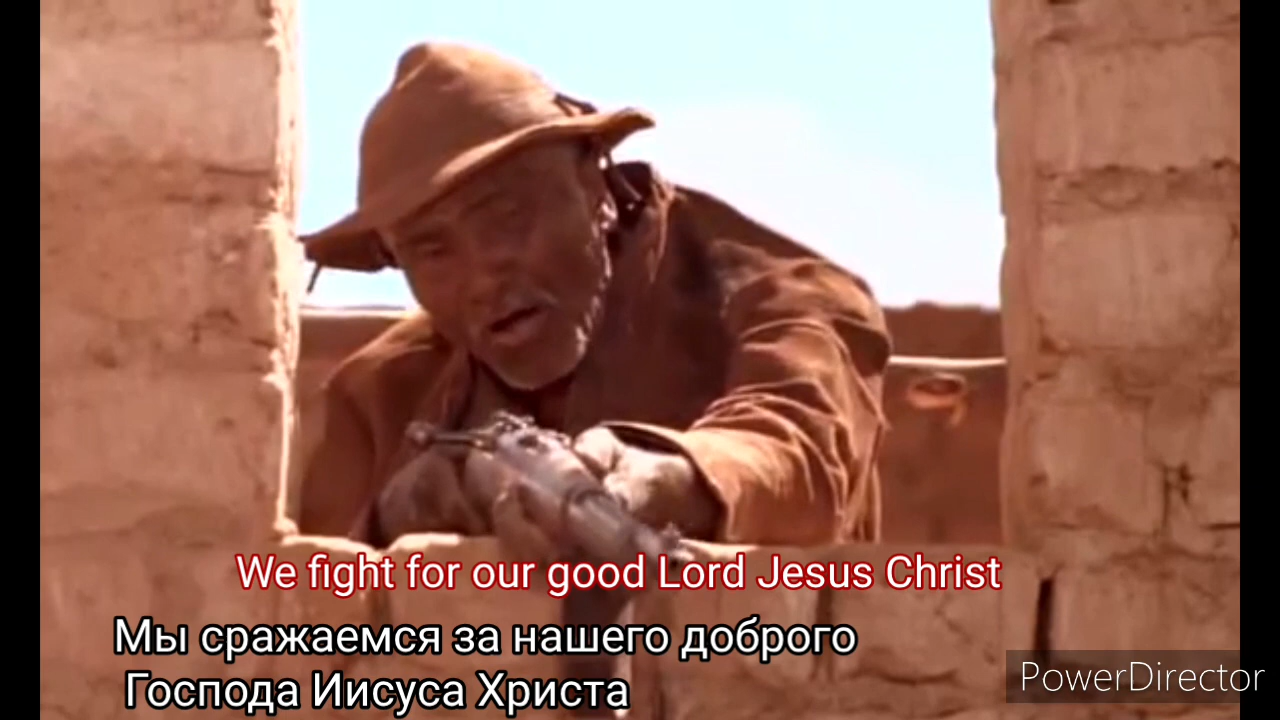 We fight for our good Lord Jesus Christ
Мы сражаемся за нашего доброго
Господа Иисуса Христа
PowerDirector